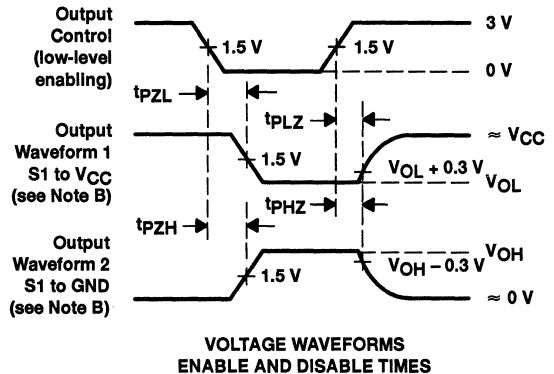 Output
Control
(low-level
enabling)
1.5 V
1.5 V
3 V
0 V
tPZL
tPLZ
Output
Waveform 1
S1 to VCC
(see Note B)
1.5 V
≈ VCC
VOL + 0.3 V
VOL
tPZH
tPHZ
Output
Waveform 2
S1 to GND
(see Note B)
1.5 V
VOH
VOH – 0.3 V
≈ 0 V
VOLTAGE WAVEFORMS
ENABLE AND DISABLE TIMES